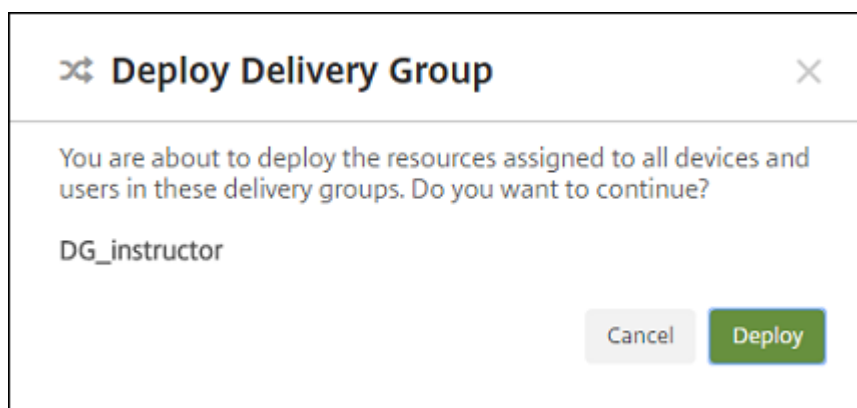 Deploy Delivery Group
You are about to deploy the resources assigned to all devices and
users in these delivery groups. Do you want to continue?
DG_instructor
Cancel
Deploy